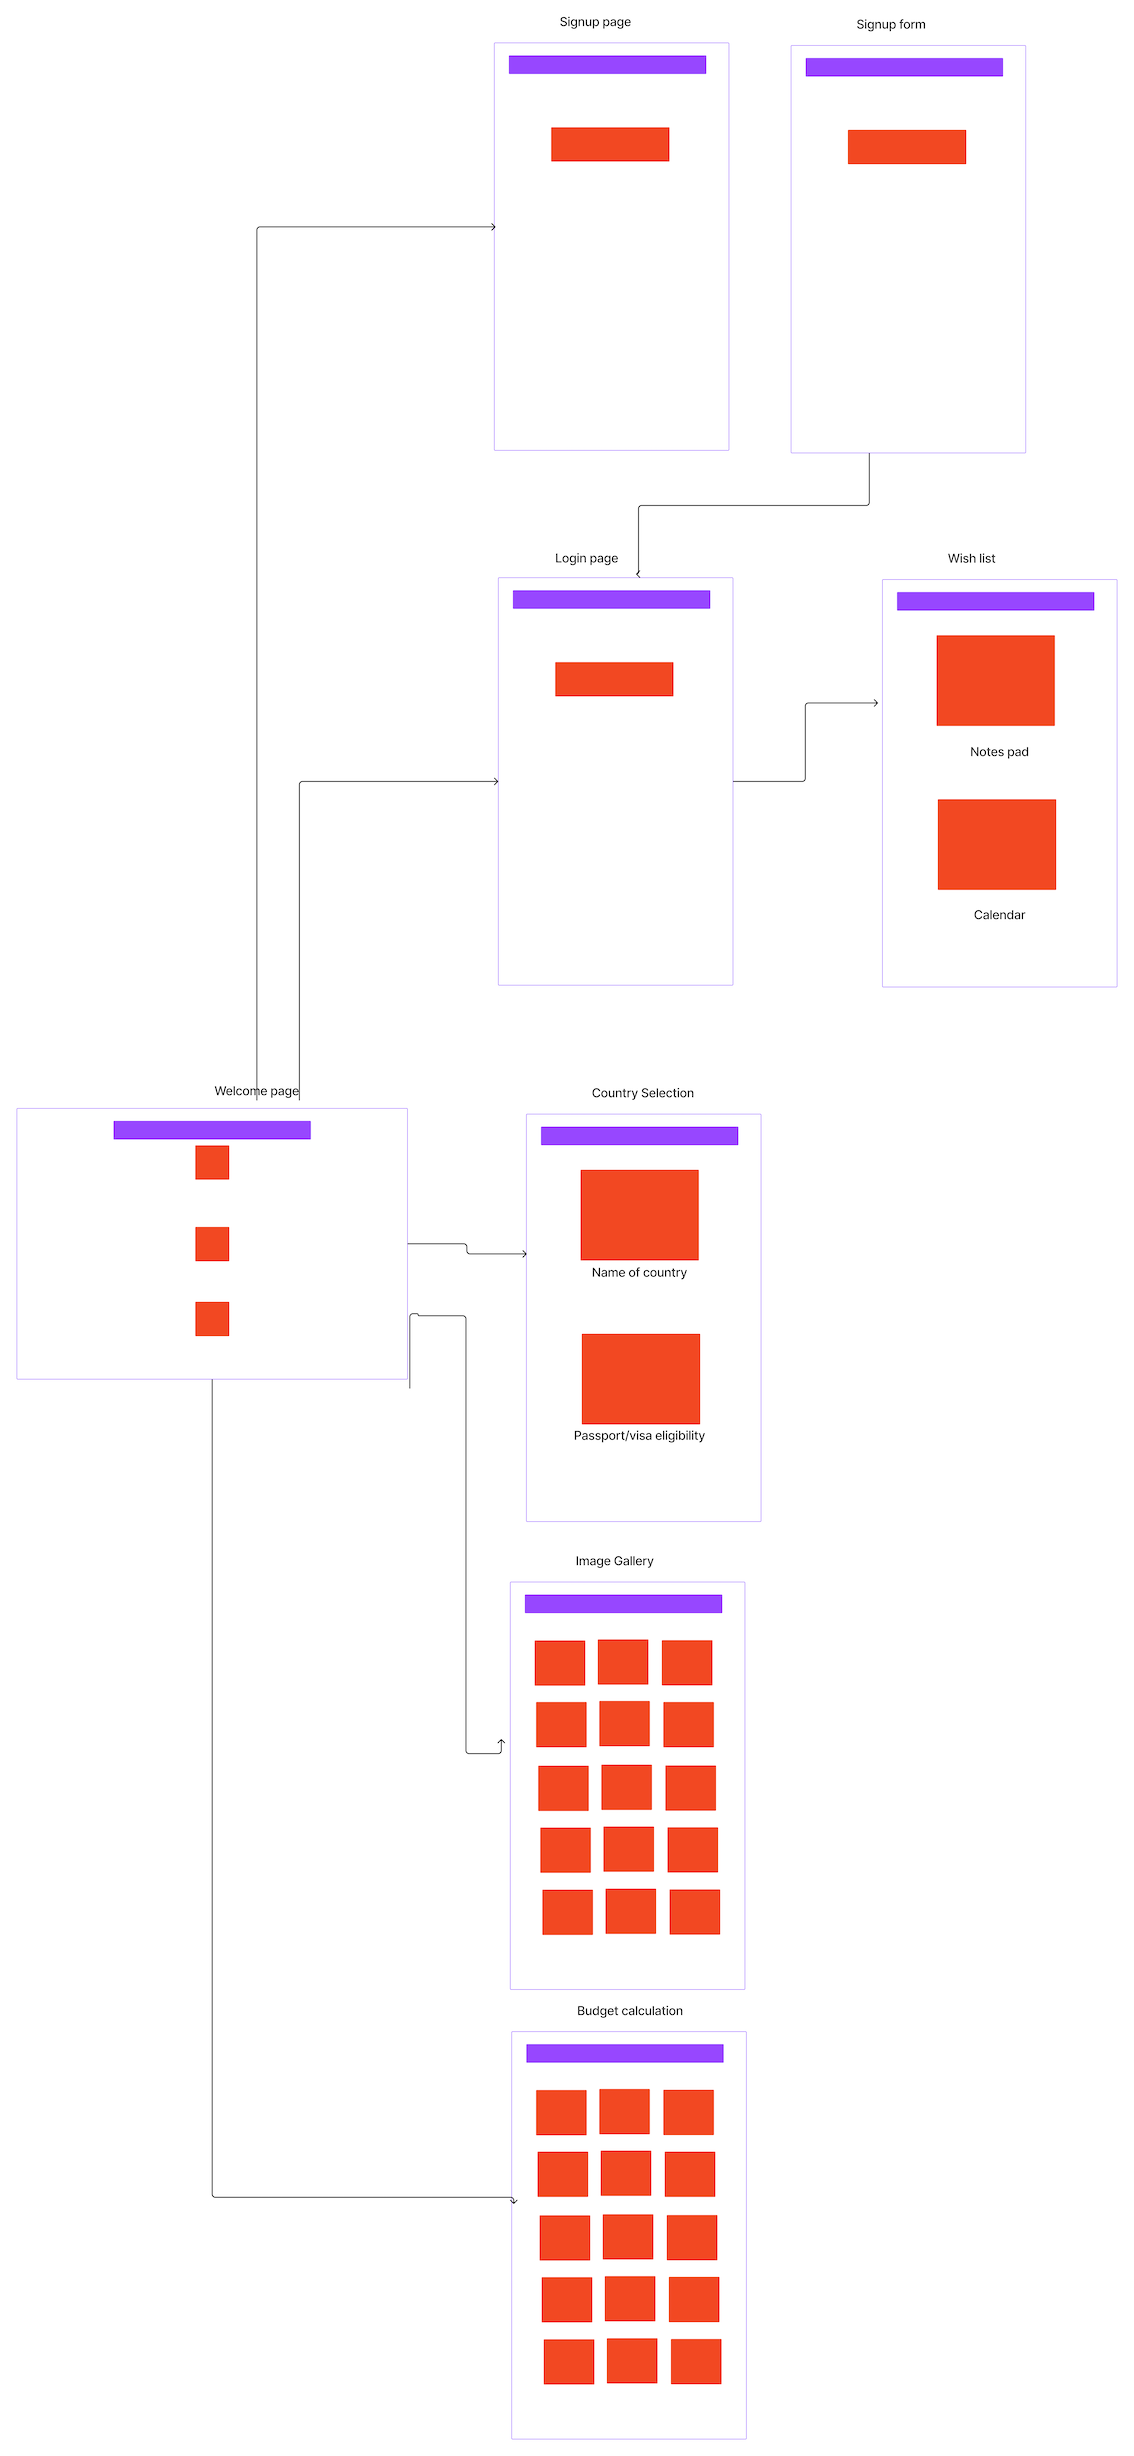 Signup page
Signup form
Login page
Wish list
Notes pad
Calendar
Welcome page
Country Selection
Name of country
Passport/visa eligibility
Image Gallery
Budget calculation